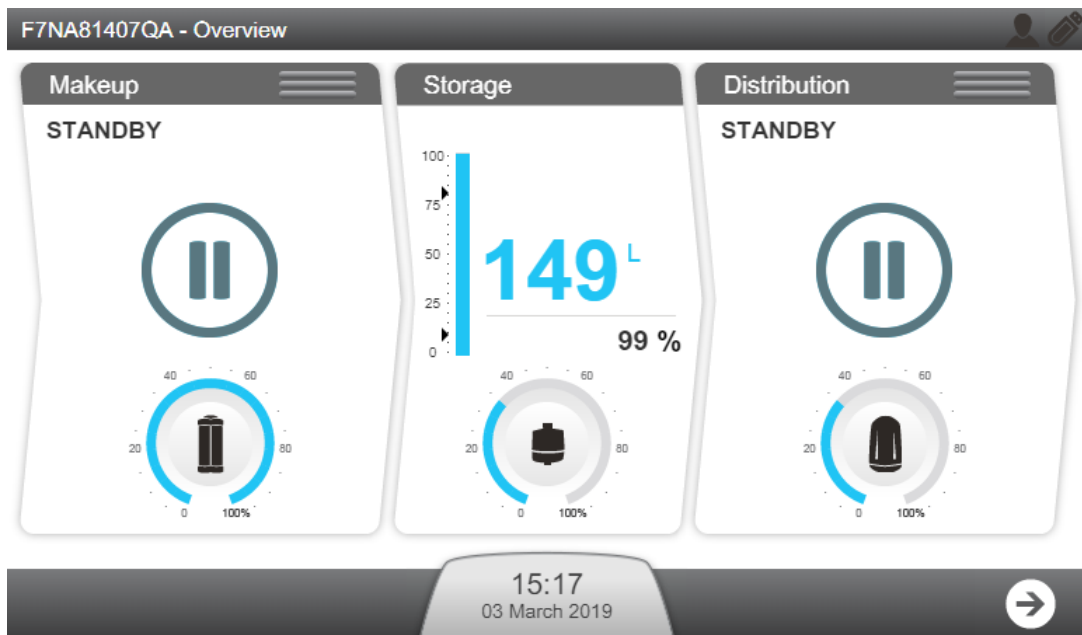 F7NA81407QA - Overview
Makeup
STANDBY
40 60
20 80
0 100%
Storage
100
75
50
25
0
149 L
99 %
40 60
20 80
0 100%
Distribution
STANDBY
40 60
20 80
0 100%
15:17
03 March 2019